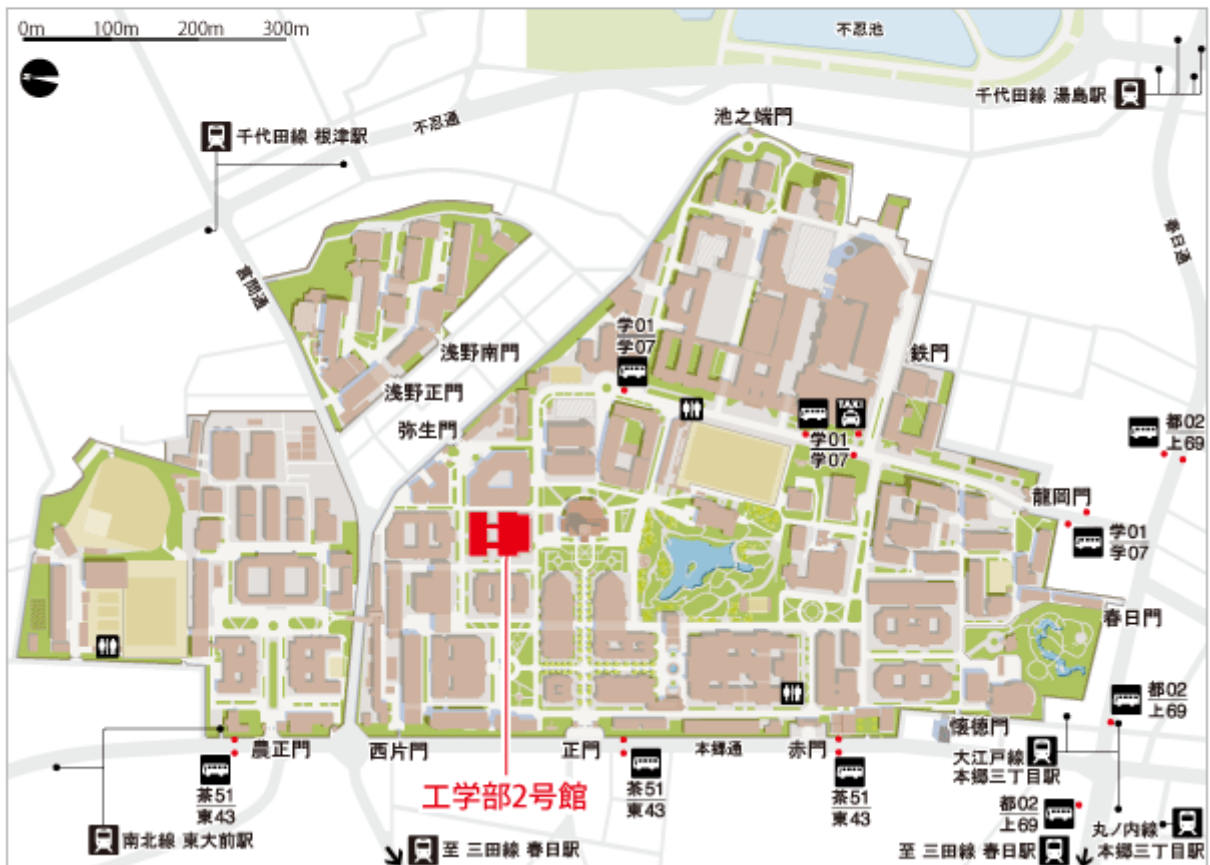 0m 100m 200m 300m
不忍池
千代田線 湯島駅
池之端門
不忍通
千代田線 根津駅
春日通
言問通
学01
学07
浅野南門
鉄門
浅野正門
TAXI
弥生門
学01
学07
都02
上69
龍岡門
学01
学07
春日門
都02
上69
懐徳門
農正門
西片門
正門
本郷通
赤門
大江戸線
本郷三丁目駅
茶51
東43
工学部2号館
茶51
東43
茶51
東43
都02
上69
丸ノ内線
本郷三丁目駅
南北線 東大前駅
至 三田線 春日駅
至 三田線 春日駅